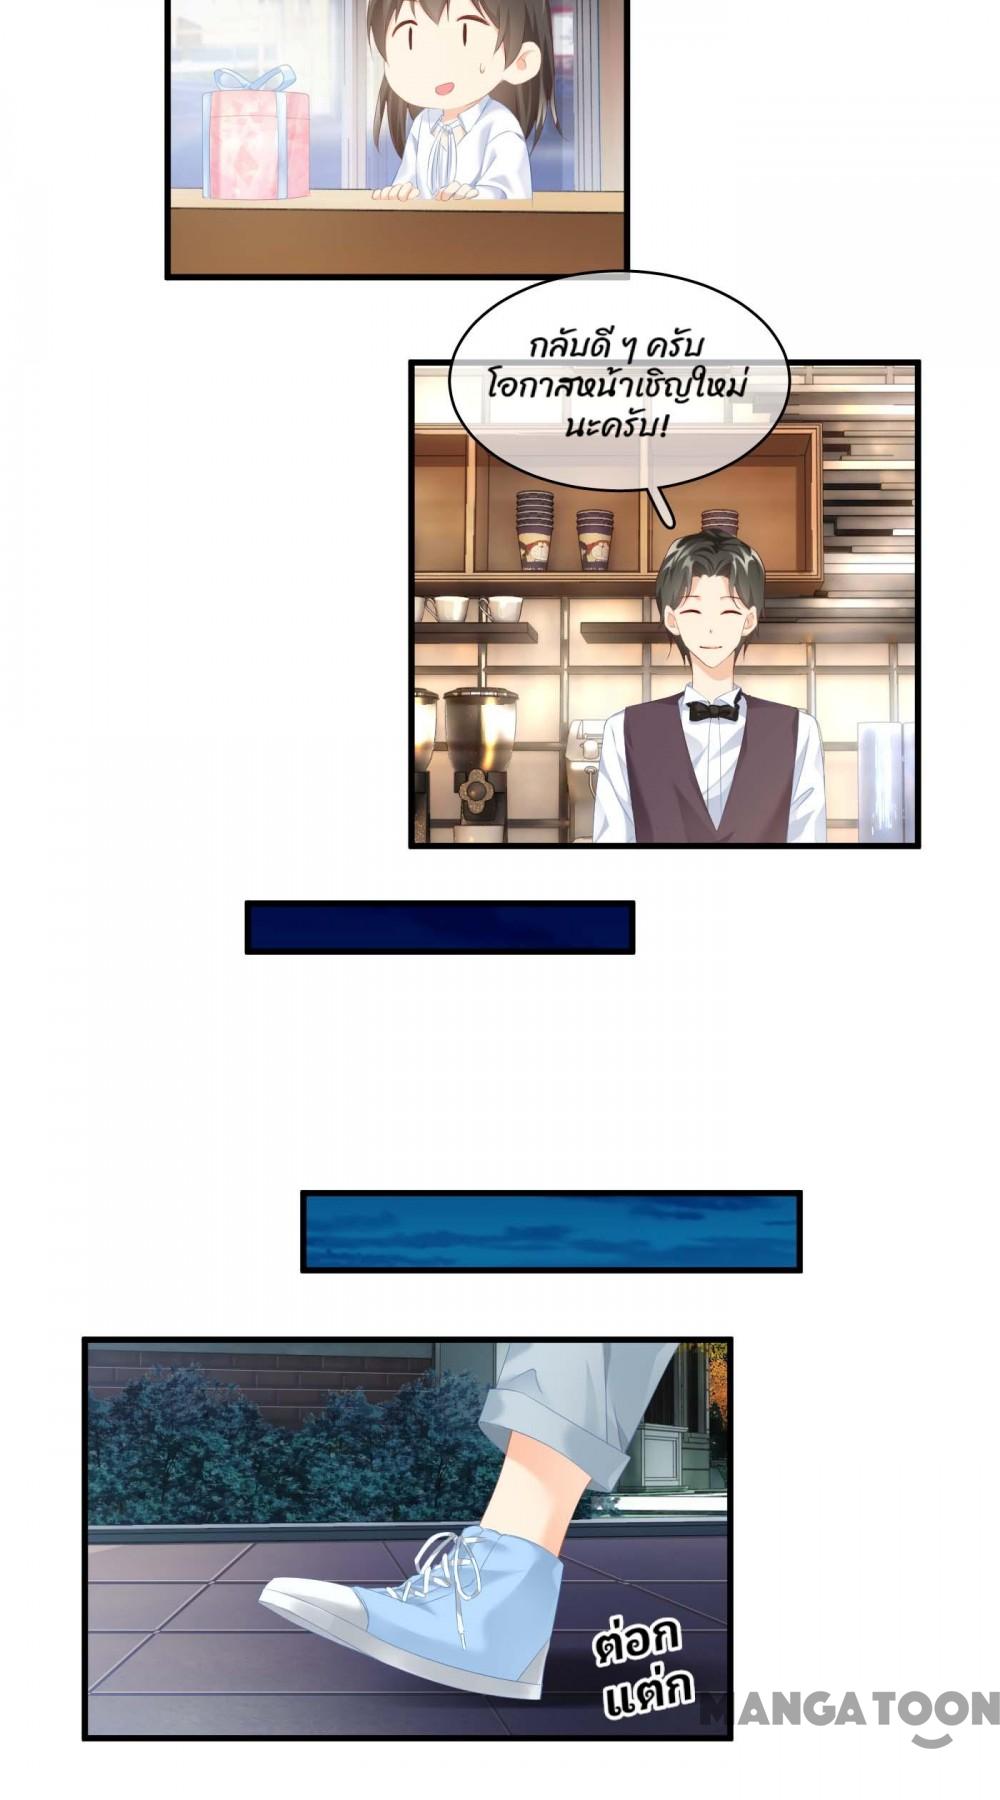 กลับดี ๆ ครับ
โอกาสหน้าเชิญใหม่
นะครับ!
ต่อก
แต่ก
MANGATOON